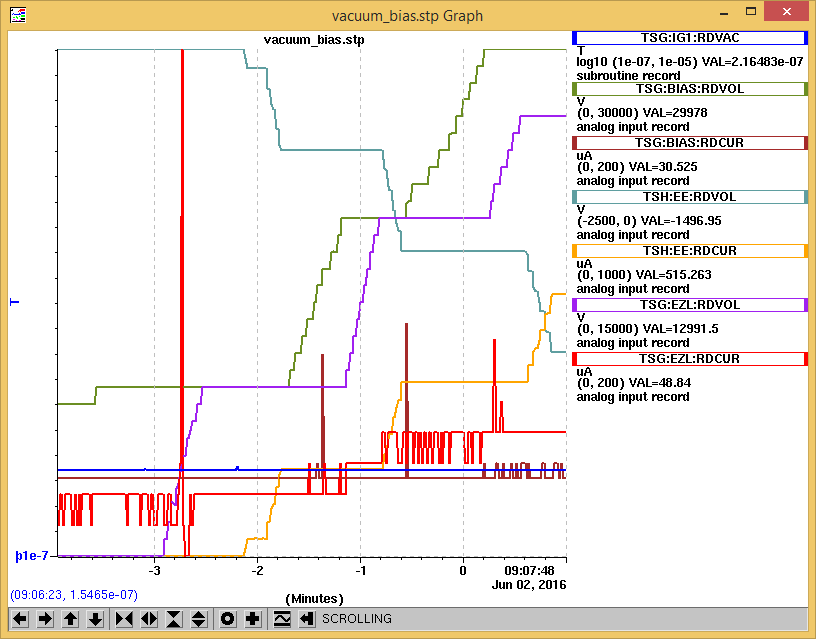 vacuum_bias.stp Graph
vacuum_bias.stp
TSG:IG1:RDVAC
T
log10 (1e-07, 1e-05) VAL=2.16483e-07
subroutine record
TSG:BIAS:RDVOL
V
(0, 30000) VAL=29978
analog input record
TSG:BIAS:RDCUR
uA
(0, 200) VAL=30.525
analog input record
TSH:EE:RDVOL
V
(-2500, 0) VAL=-1496.95
analog input record
TSH:EE:RDCUR
uA
(0, 1000) VAL=515.263
analog input record
TSG:EZL:RDVOL
V
(0, 15000) VAL=12991.5
analog input record
TSG:EZL:RDCUR
uA
(0, 200) VAL=48.84
analog input record
T
1e-7
-3 -2 -1 0 09:07:48
Jun 02, 2016
(09:06:23, 1.5465e-07)
(Minutes)
SCROLLING